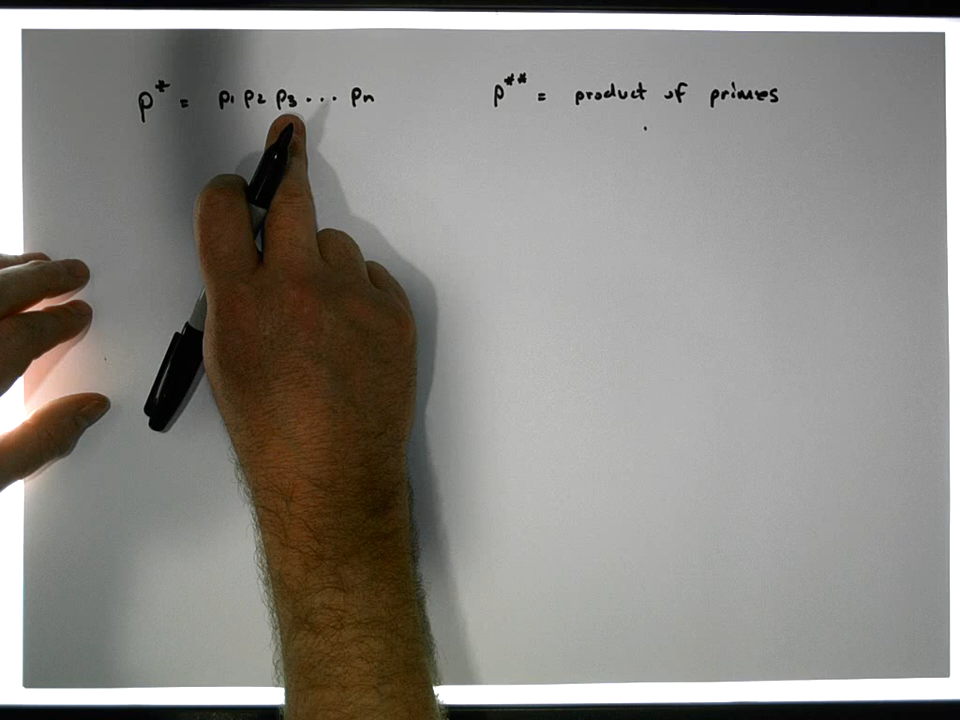 p* = p1 p2 p3 ... pn
p** = product of primes